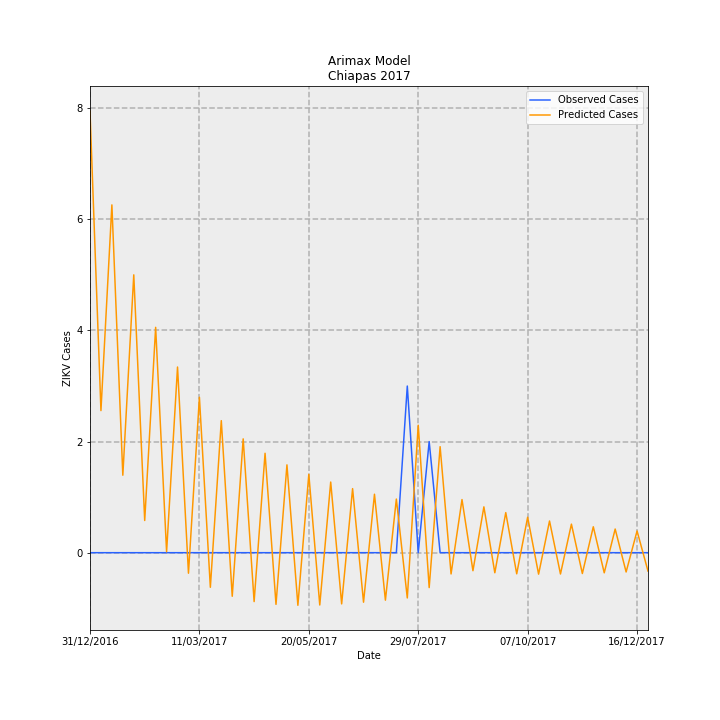 Arimax Model
Chiapas 2017
Observed Cases
Predicted Cases
8
6
4
2
0
ZIKV Cases
31/12/2016
11/03/2017
20/05/2017
29/07/2017
07/10/2017
16/12/2017
Date